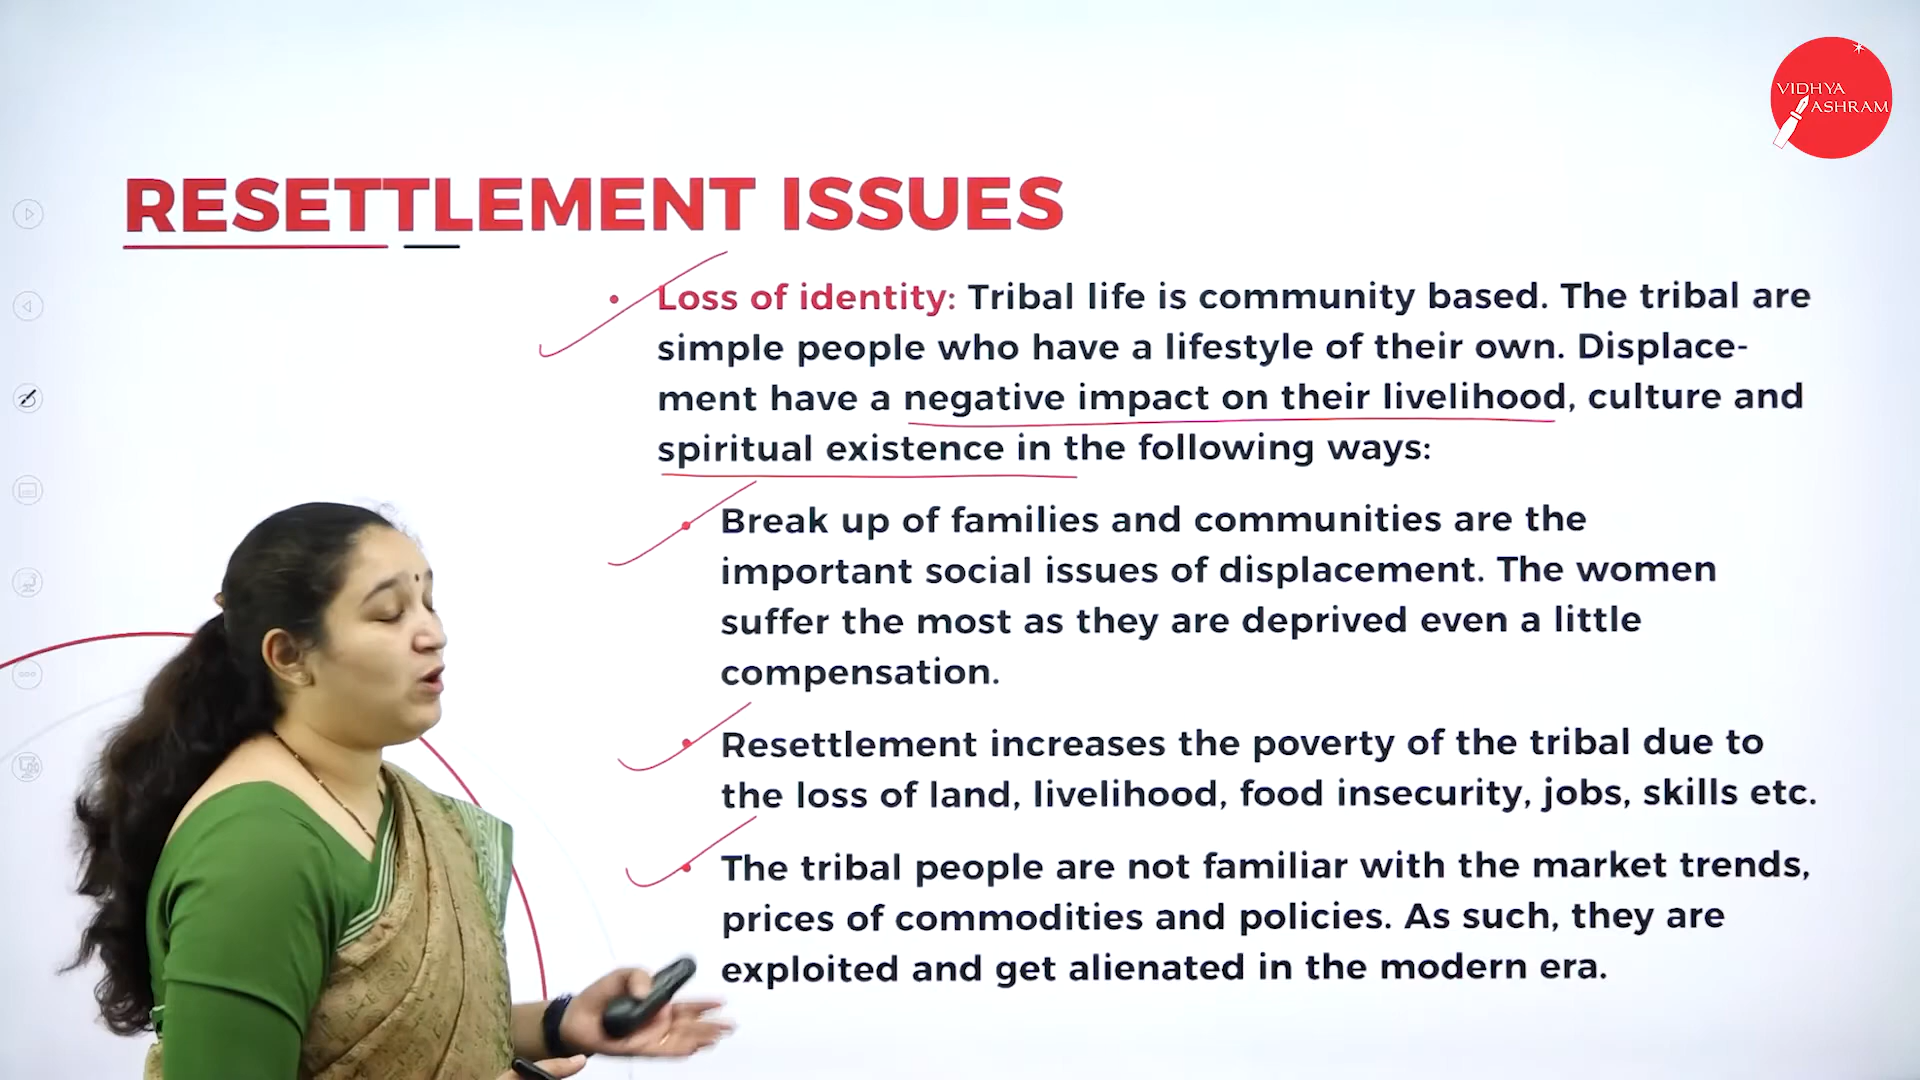 VIDHYA
ASHRAM
RESETTLEMENT ISSUES
• Loss of identity: Tribal life is community based. The tribal are
simple people who have a lifestyle of their own. Displace-
ment have a negative impact on their livelihood, culture and
spiritual existence in the following ways:
• Break up of families and communities are the
important social issues of displacement. The women
suffer the most as they are deprived even a little
compensation.
• Resettlement increases the poverty of the tribal due to
the loss of land, livelihood, food insecurity, jobs, skills etc.
• The tribal people are not familiar with the market trends,
prices of commodities and policies. As such, they are
exploited and get alienated in the modern era.